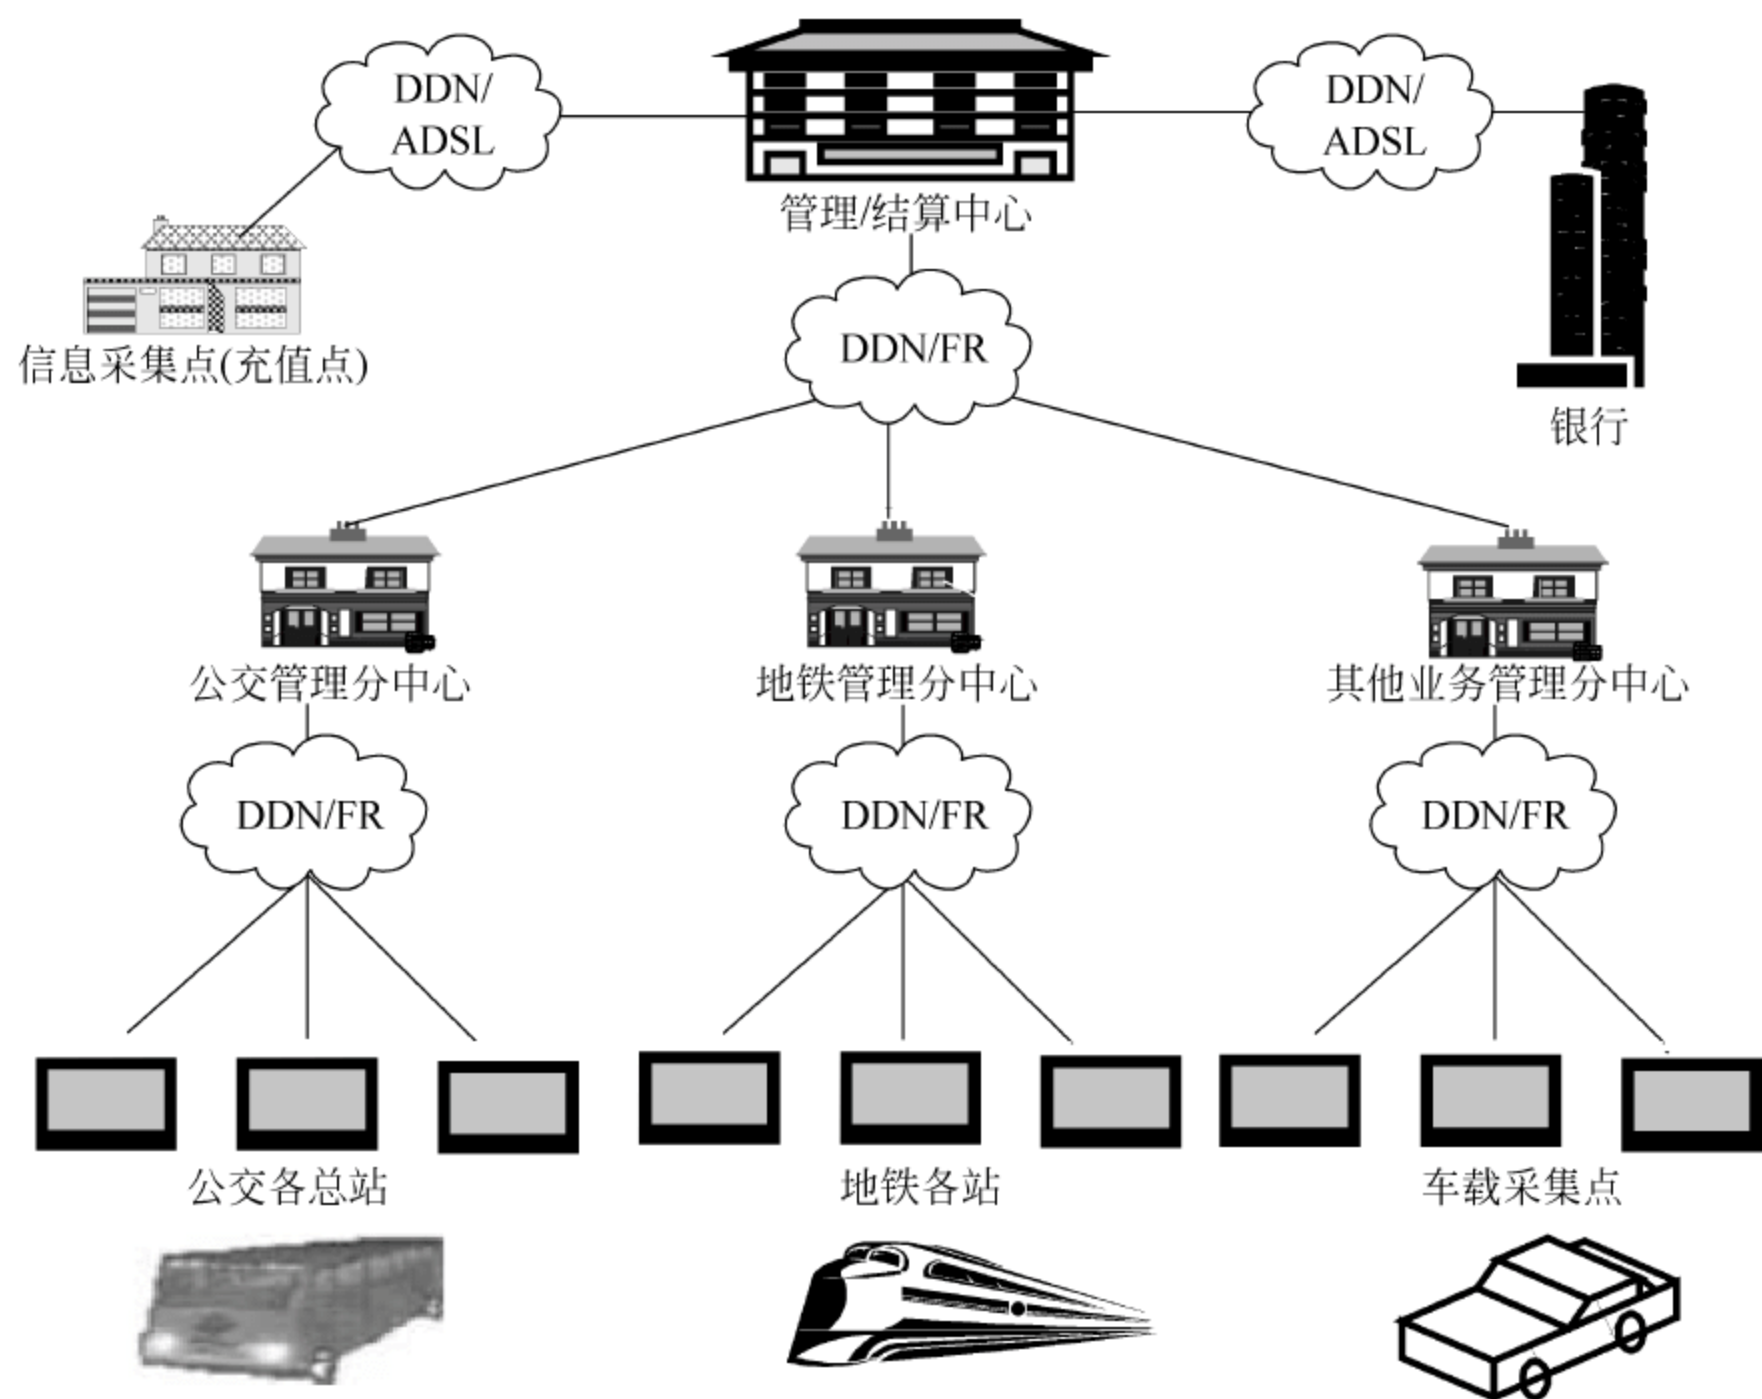 DDN/
ADSL
DDN/
ADSL
管理/结算中心
信息采集点(充值点)
DDN/FR
银行
公交管理分中心
地铁管理分中心
其他业务管理分中心
DDN/FR
DDN/FR
DDN/FR
公交各总站
地铁各站
车载采集点